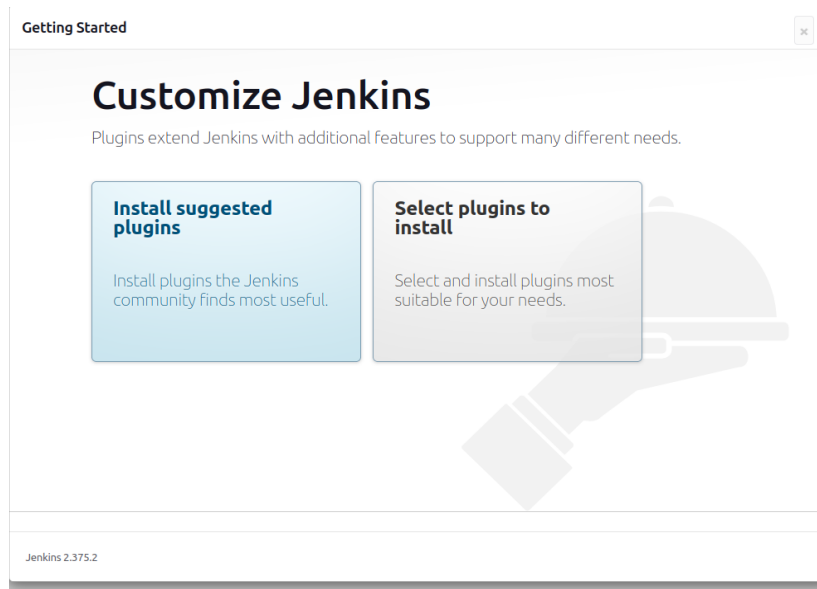 Getting Started
×
Customize Jenkins
Plugins extend Jenkins with additional features to support many different needs.
Install suggested
plugins
Install plugins the Jenkins
community finds most useful.
Select plugins to
install
Select and install plugins most
suitable for your needs.
Jenkins 2.375.2